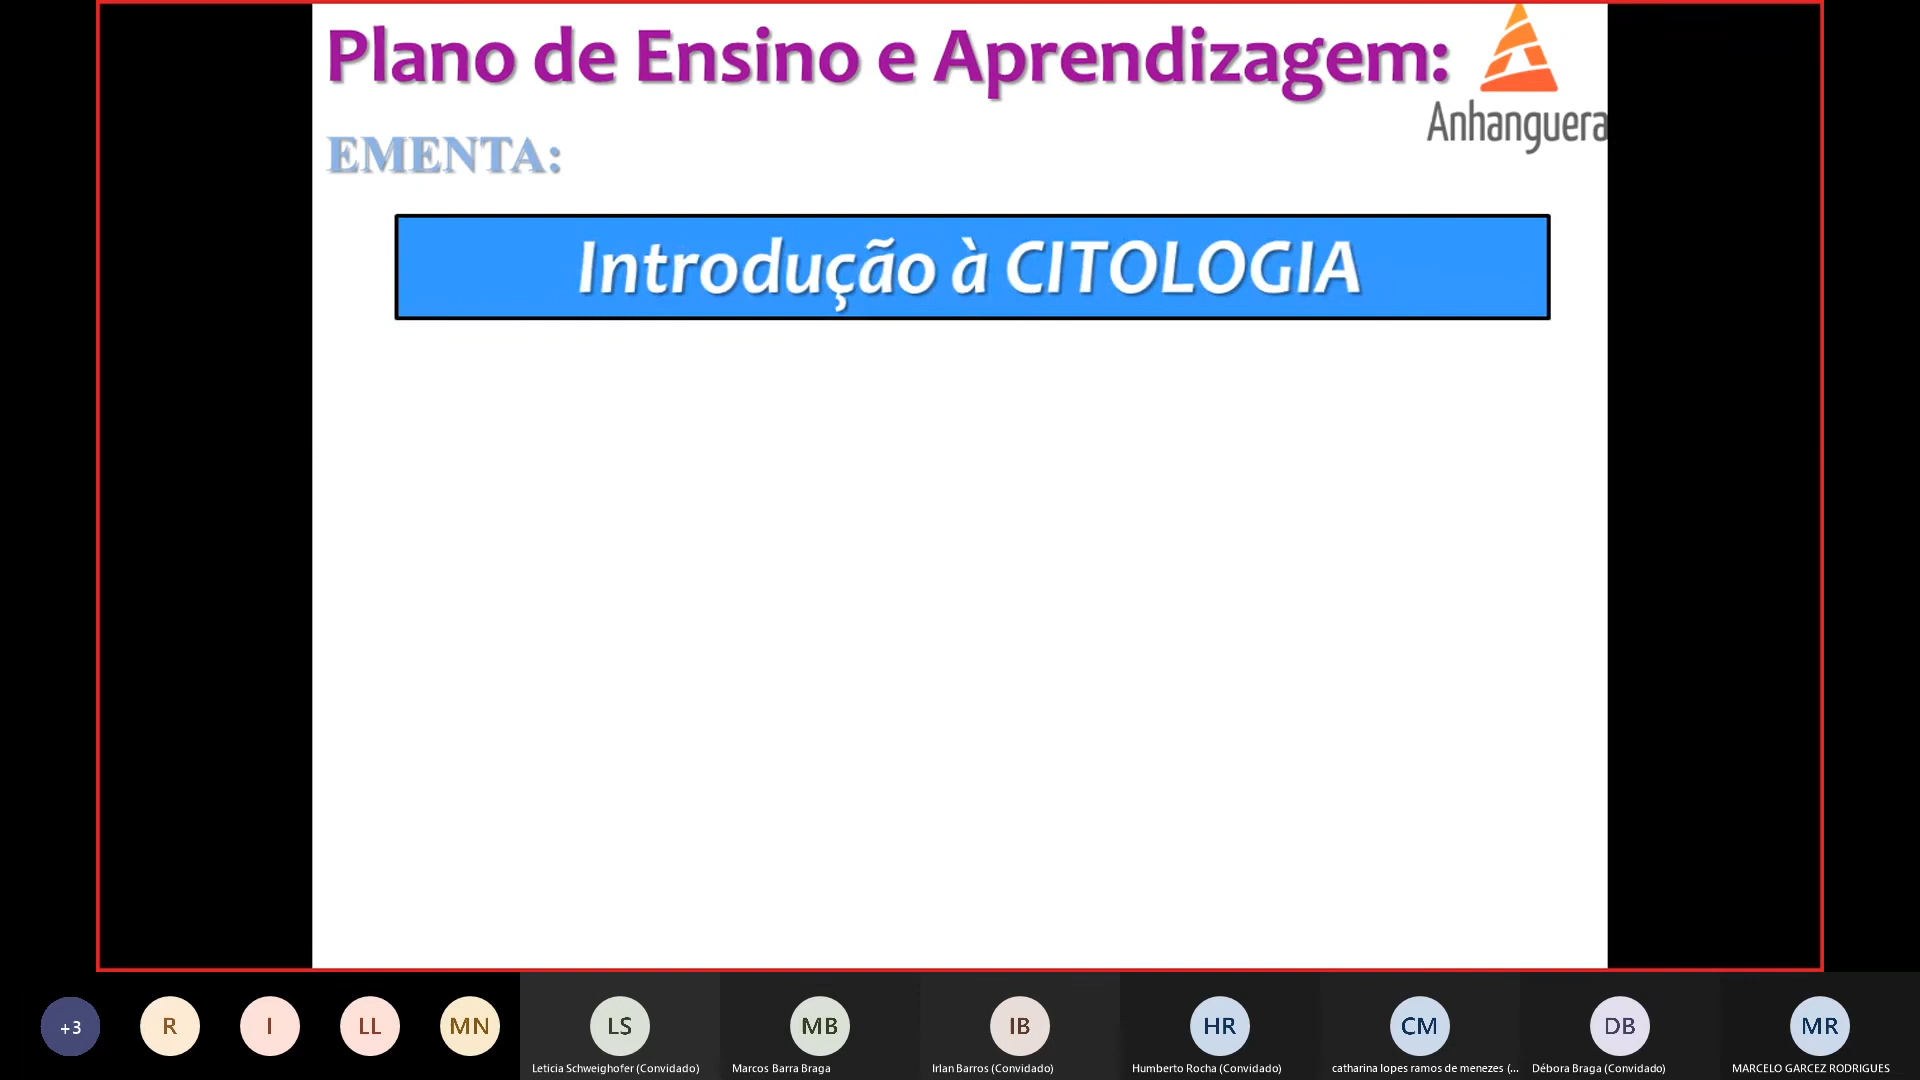 Plano de Ensino e Aprendizagem:
Anhanguera
EMENTA:
Introdução à CITOLOGIA
+3
R
I
LL
MN
LS
MB
IB
HR
CM
DB
MR
Leticia Schweighofer (Convidado)
Marcos Barra Braga
Irlan Barros (Convidado)
Humberto Rocha (Convidado)
catharina lopes ramos de menezes (...
Débora Braga (Convidado)
MARCELO GARCEZ RODRIGUES